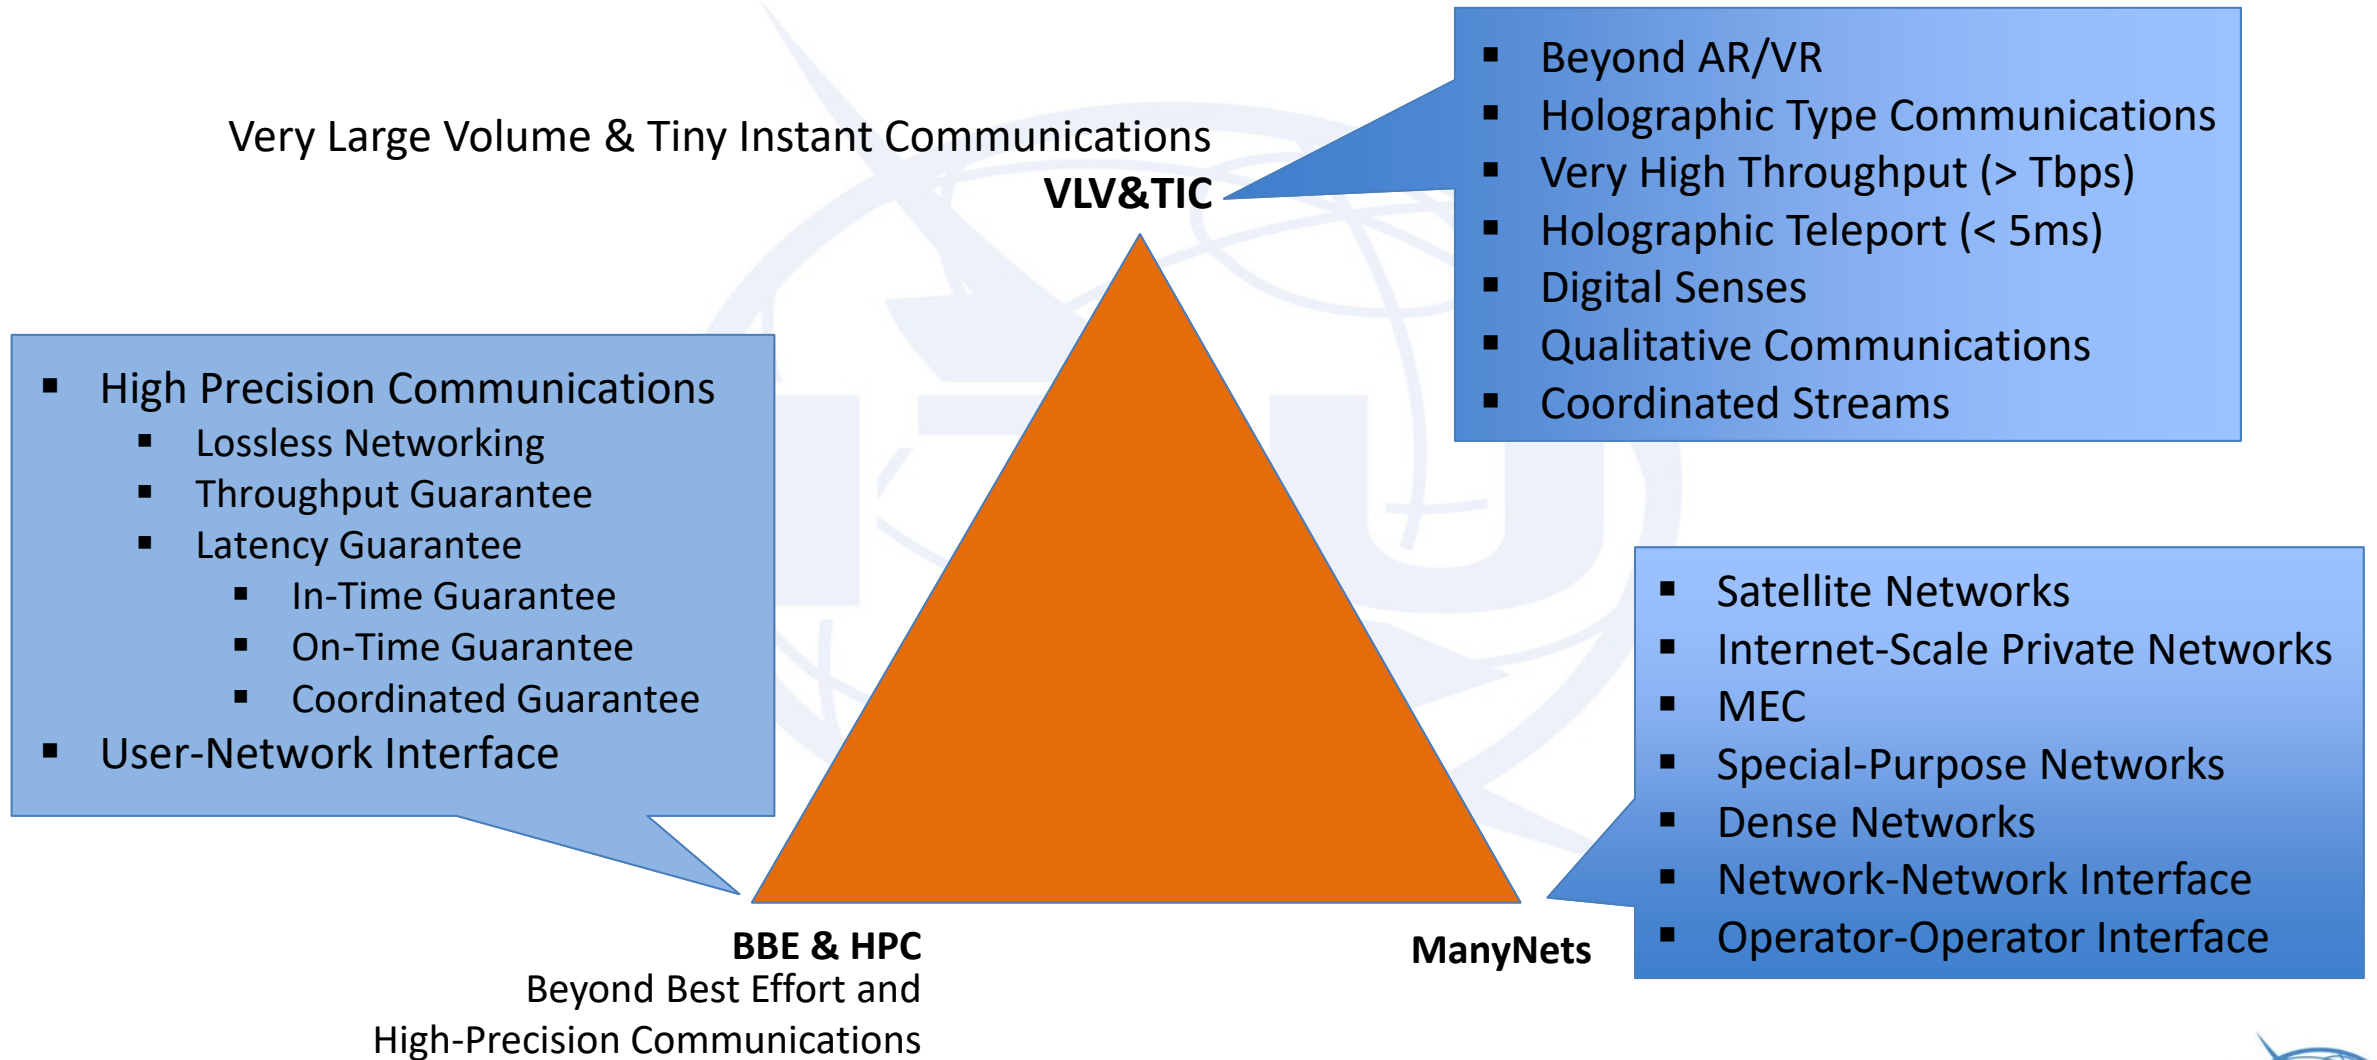 Very Large Volume & Tiny Instant Communications
VLV&TIC
▪ Beyond AR/VR
▪ Holographic Type Communications
▪ Very High Throughput (> Tbps)
▪ Holographic Teleport (< 5ms)
▪ Digital Senses
▪ Qualitative Communications
▪ Coordinated Streams
▪ High Precision Communications
▪ Lossless Networking
▪ Throughput Guarantee
▪ Latency Guarantee
▪ In-Time Guarantee
▪ On-Time Guarantee
▪ Coordinated Guarantee
▪ User-Network Interface
▪ Satellite Networks
▪ Internet-Scale Private Networks
▪ MEC
▪ Special-Purpose Networks
▪ Dense Networks
▪ Network-Network Interface
▪ Operator-Operator Interface
BBE & HPC
Beyond Best Effort and
High-Precision Communications
ManyNets